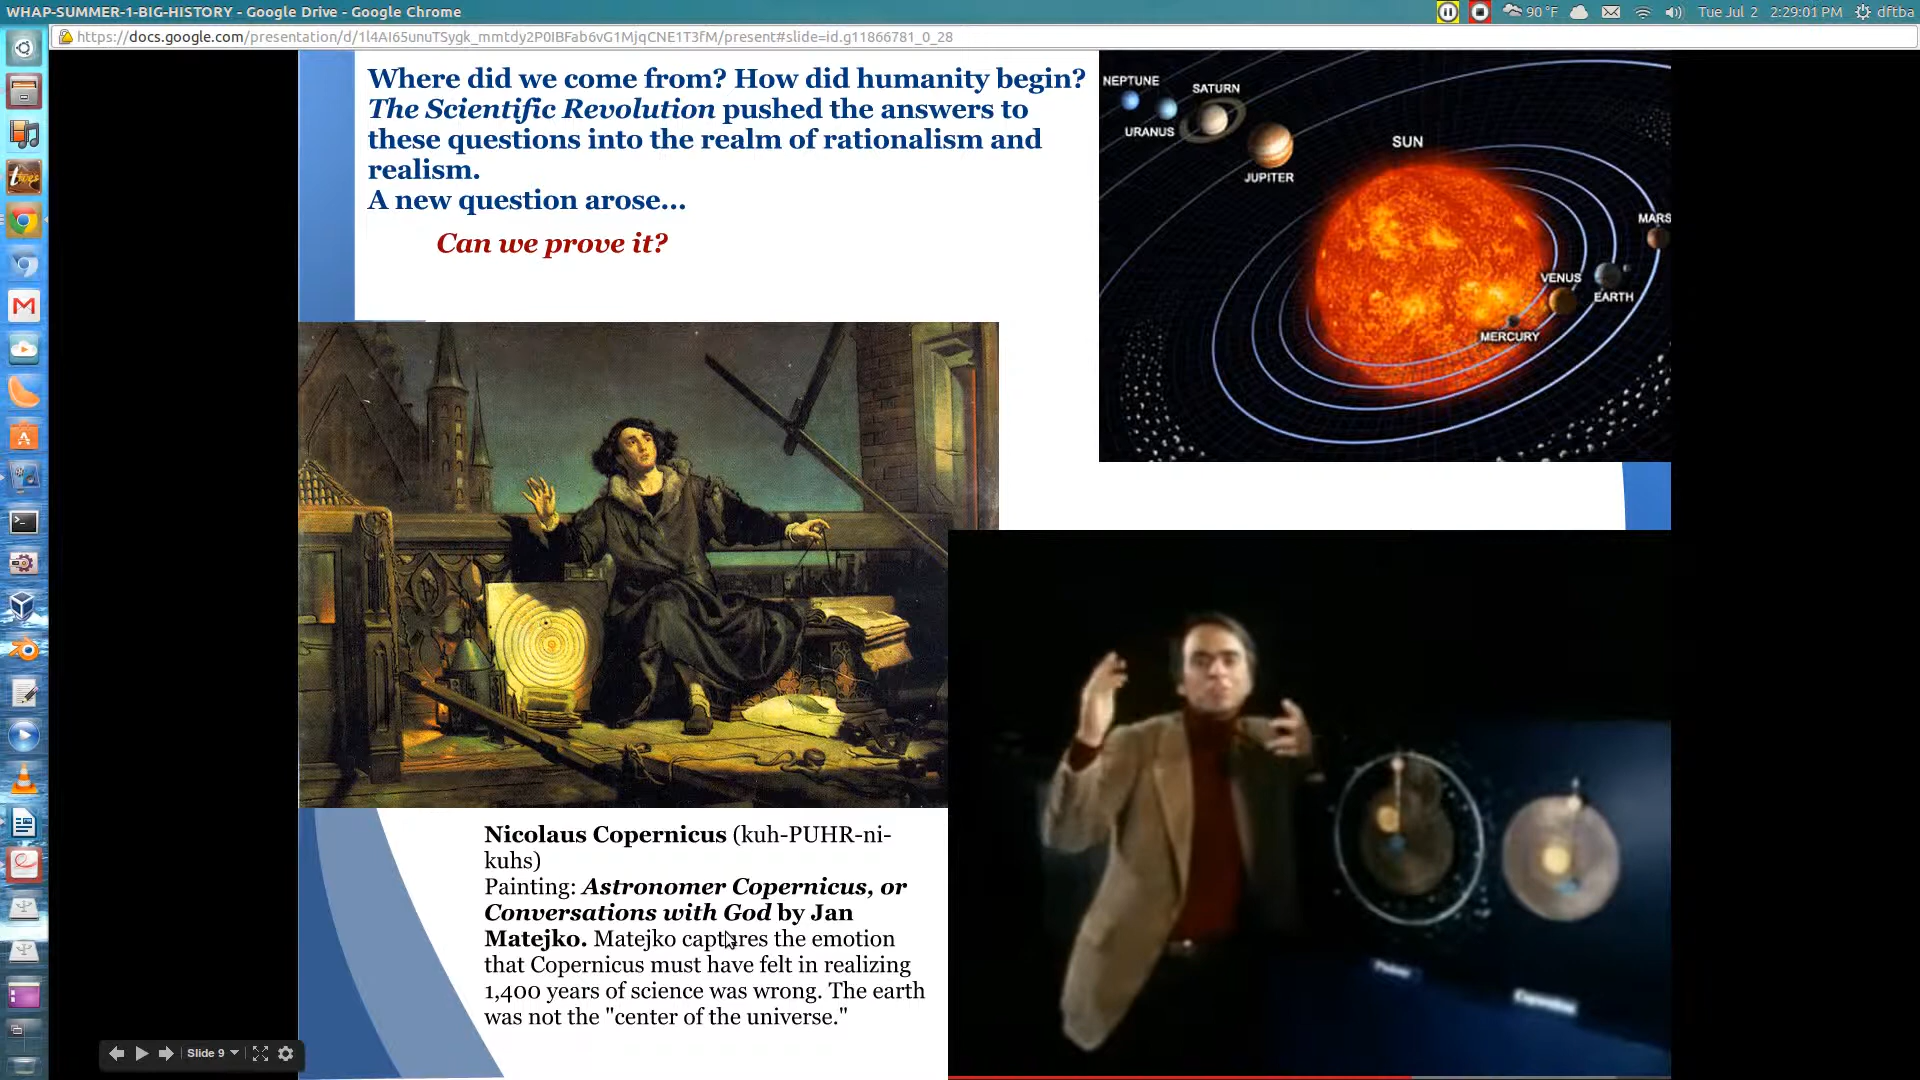 WHAP-SUMMER-1-BIG-HISTORY - Google Drive - Google Chrome
90 °F
Tue Jul 2
2:29:01 PM
dftba
https://docs.google.com/presentation/d/1l4AI65unuTSygk_mmtdy2P0IBFab6vG1MjqCNE1T3fM/present#slide=id.g11866781_0_28
Where did we come from? How did humanity begin?
The Scientific Revolution pushed the answers to
these questions into the realm of rationalism and
realism.
A new question arose...
Can we prove it?
NEPTUNE
SATURN
URANUS
SUN
JUPITER
MARS
VENUS
EARTH
MERCURY
Nicolaus Copernicus (kuh-PUHR-ni-
kuhs)
Painting: Astronomer Copernicus, or
Conversations with God by Jan
Matejko. Matejko captures the emotion
that Copernicus must have felt in realizing
1,400 years of science was wrong. The earth
was not the "center of the universe."
Slide 9